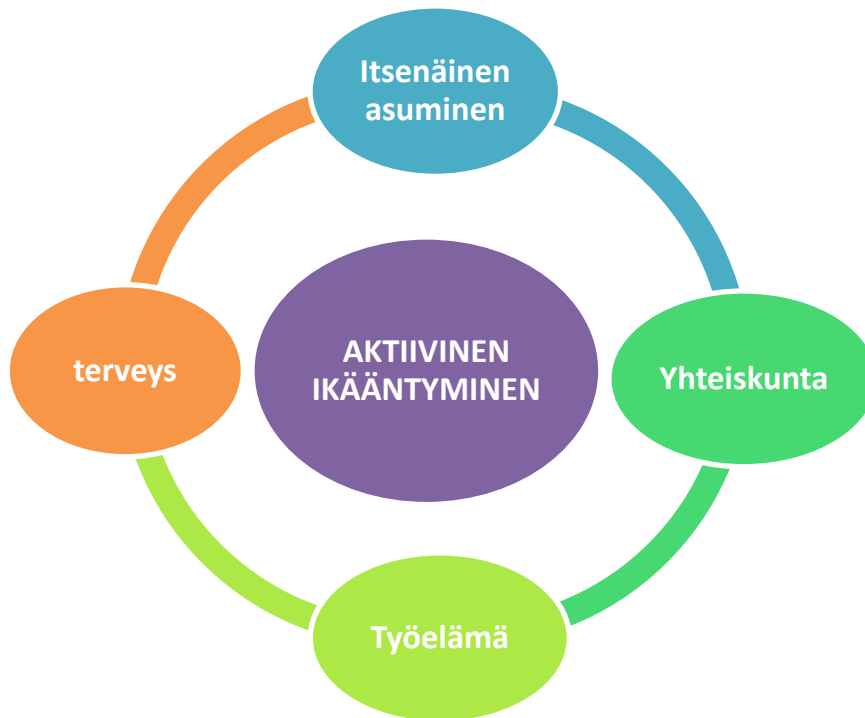 Itsenäinen
asuminen
terveys
AKTIIVINEN
IKÄÄNTYMINEN
Yhteiskunta
Työelämä